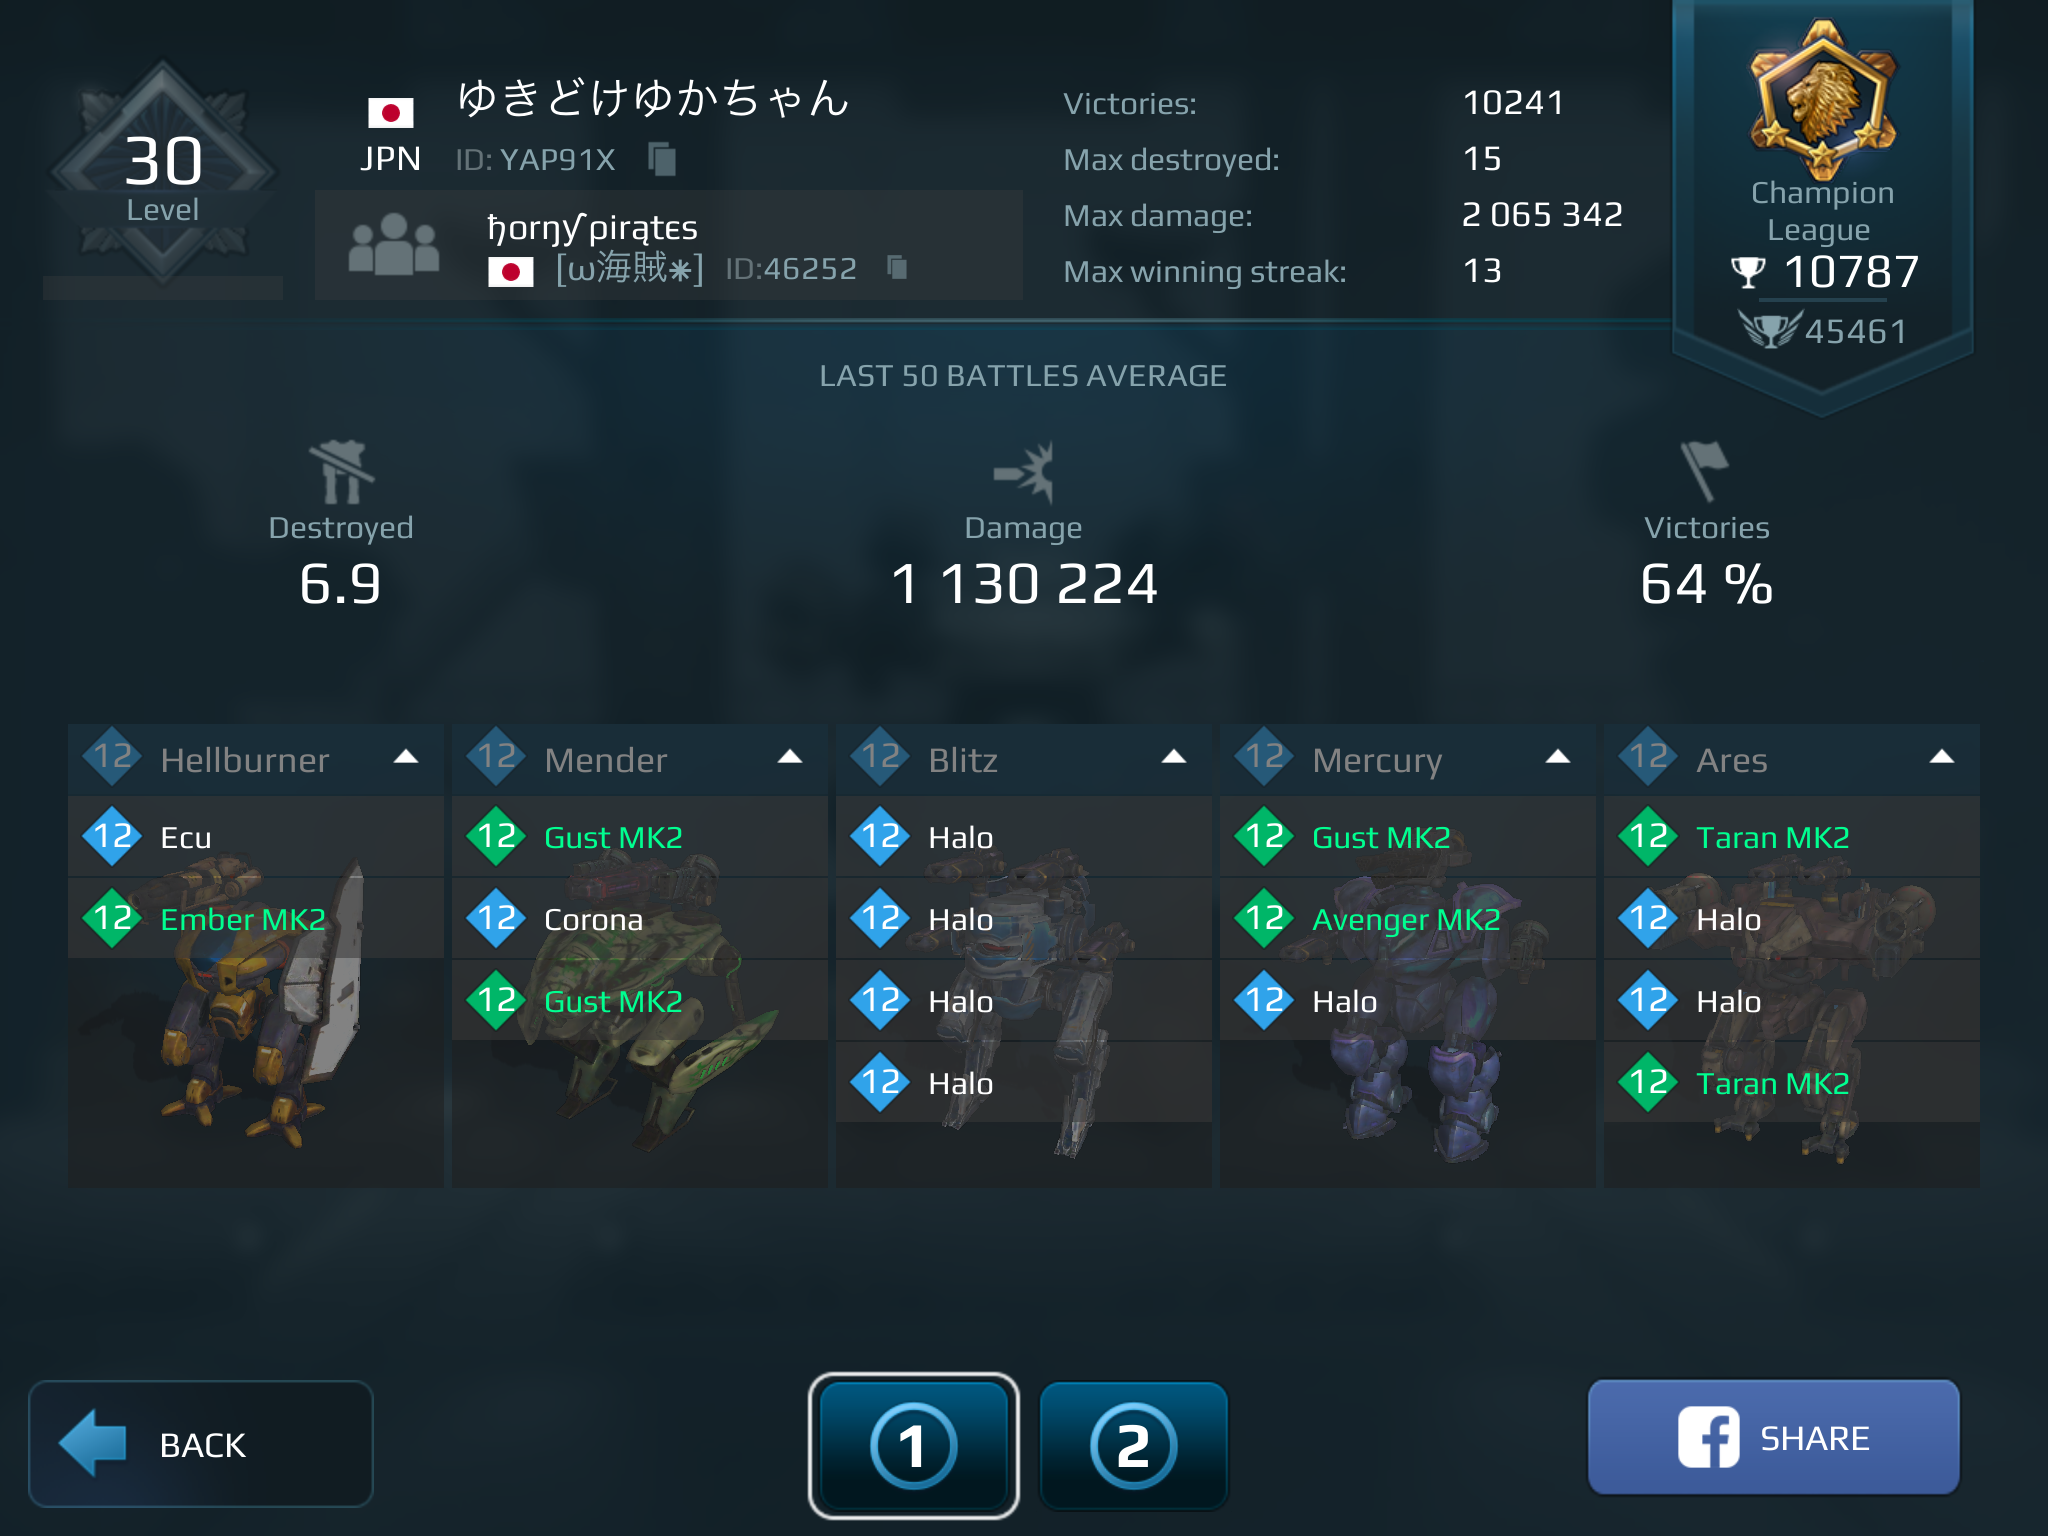 30
Level
JPN
ゆきどけゆかちゃん
ID: YAP91X
ħorŋƴ ρirątєs
[ω海賊⁕] ID:46252
Victories: 10241
Max destroyed: 15
Max damage: 2 065 342
Max winning streak: 13
Champion
League
10787
45461
LAST 50 BATTLES AVERAGE
Destroyed
6.9
Damage
1 130 224
Victories
64 %
12 Hellburner
12 Ecu
12 Ember MK2
12 Mender
12 Gust MK2
12 Corona
12 Gust MK2
12 Blitz
12 Halo
12 Halo
12 Halo
12 Halo
12 Mercury
12 Gust MK2
12 Avenger MK2
12 Halo
12 Ares
12 Taran MK2
12 Halo
12 Halo
12 Taran MK2
BACK
1
2
SHARE